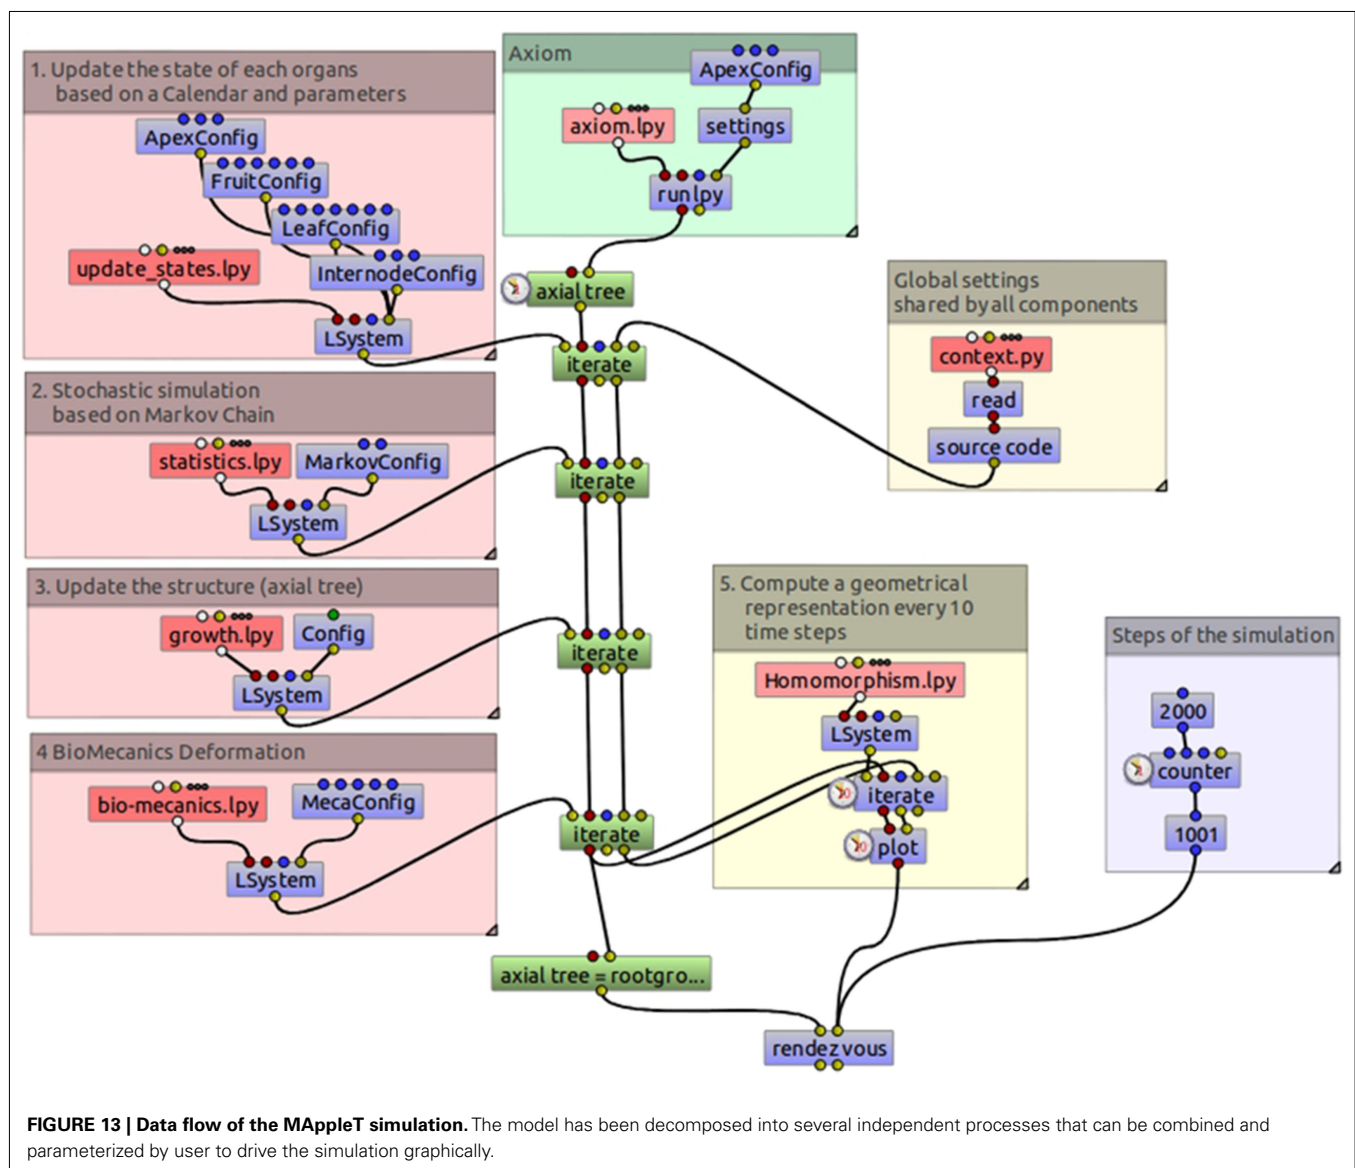 1. Update the state of each organs
based on a Calendar and parameters
ApexConfig
FruitConfig
LeafConfig
InternodeConfig
update_states.lpy
LSystem
Axiom
ApexConfig
axiom.lpy
settings
run lpy
axial tree
iterate
Global settings
shared by all components
context.py
read
source code
2. Stochastic simulation
based on Markov Chain
statistics.lpy
MarkovConfig
LSystem
iterate
3. Update the structure (axial tree)
growth.lpy
Config
LSystem
iterate
4 BioMecanics Deformation
bio-mecanics.lpy
MecaConfig
LSystem
iterate
5. Compute a geometrical
representation every 10
time steps
Homomorphism.lpy
LSystem
iterate
plot
Steps of the simulation
2000
counter
1001
axial tree = rootgro...
rendez vous
FIGURE 13 | Data flow of the MAppleT simulation. The model has been decomposed into several independent processes that can be combined and
parameterized by user to drive the simulation graphically.